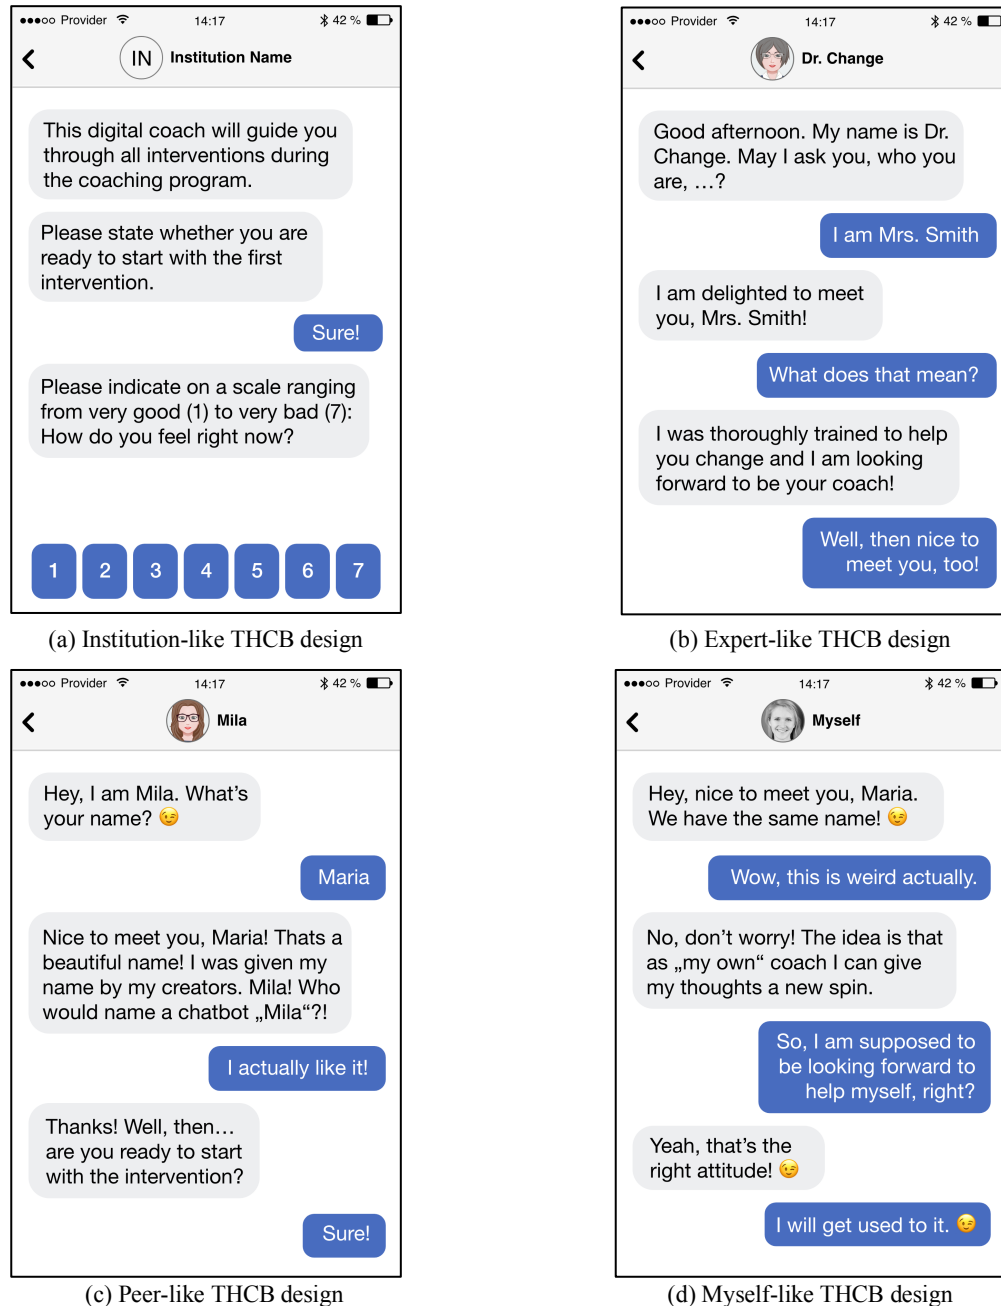 ●●●oo Provider 14:17 42 %
IN Institution Name
This digital coach will guide you
through all interventions during
the coaching program.
Please state whether you are
ready to start with the first
intervention.
Sure!
Please indicate on a scale ranging
from very good (1) to very bad (7):
How do you feel right now?
1 2 3 4 5 6 7
(a) Institution-like THCB design
●●●oo Provider 14:17 42 %
Dr. Change
Good afternoon. My name is Dr.
Change. May I ask you, who you
are, …?
I am Mrs. Smith
I am delighted to meet
you, Mrs. Smith!
What does that mean?
I was thoroughly trained to help
you change and I am looking
forward to be your coach!
Well, then nice to
meet you, too!
(b) Expert-like THCB design
●●●oo Provider 14:17 42 %
Mila
Hey, I am Mila. What's
your name? 😉
Maria
Nice to meet you, Maria! Thats a
beautiful name! I was given my
name by my creators. Mila! Who
would name a chatbot „Mila“?!
I actually like it!
Thanks! Well, then…
are you ready to start
with the intervention?
Sure!
(c) Peer-like THCB design
●●●oo Provider 14:17 42 %
Myself
Hey, nice to meet you, Maria.
We have the same name! 😉
Wow, this is weird actually.
No, don't worry! The idea is that
as „my own“ coach I can give
my thoughts a new spin.
So, I am supposed to
be looking forward to
help myself, right?
Yeah, that's the
right attitude! 😉
I will get used to it. 😉
(d) Myself-like THCB design